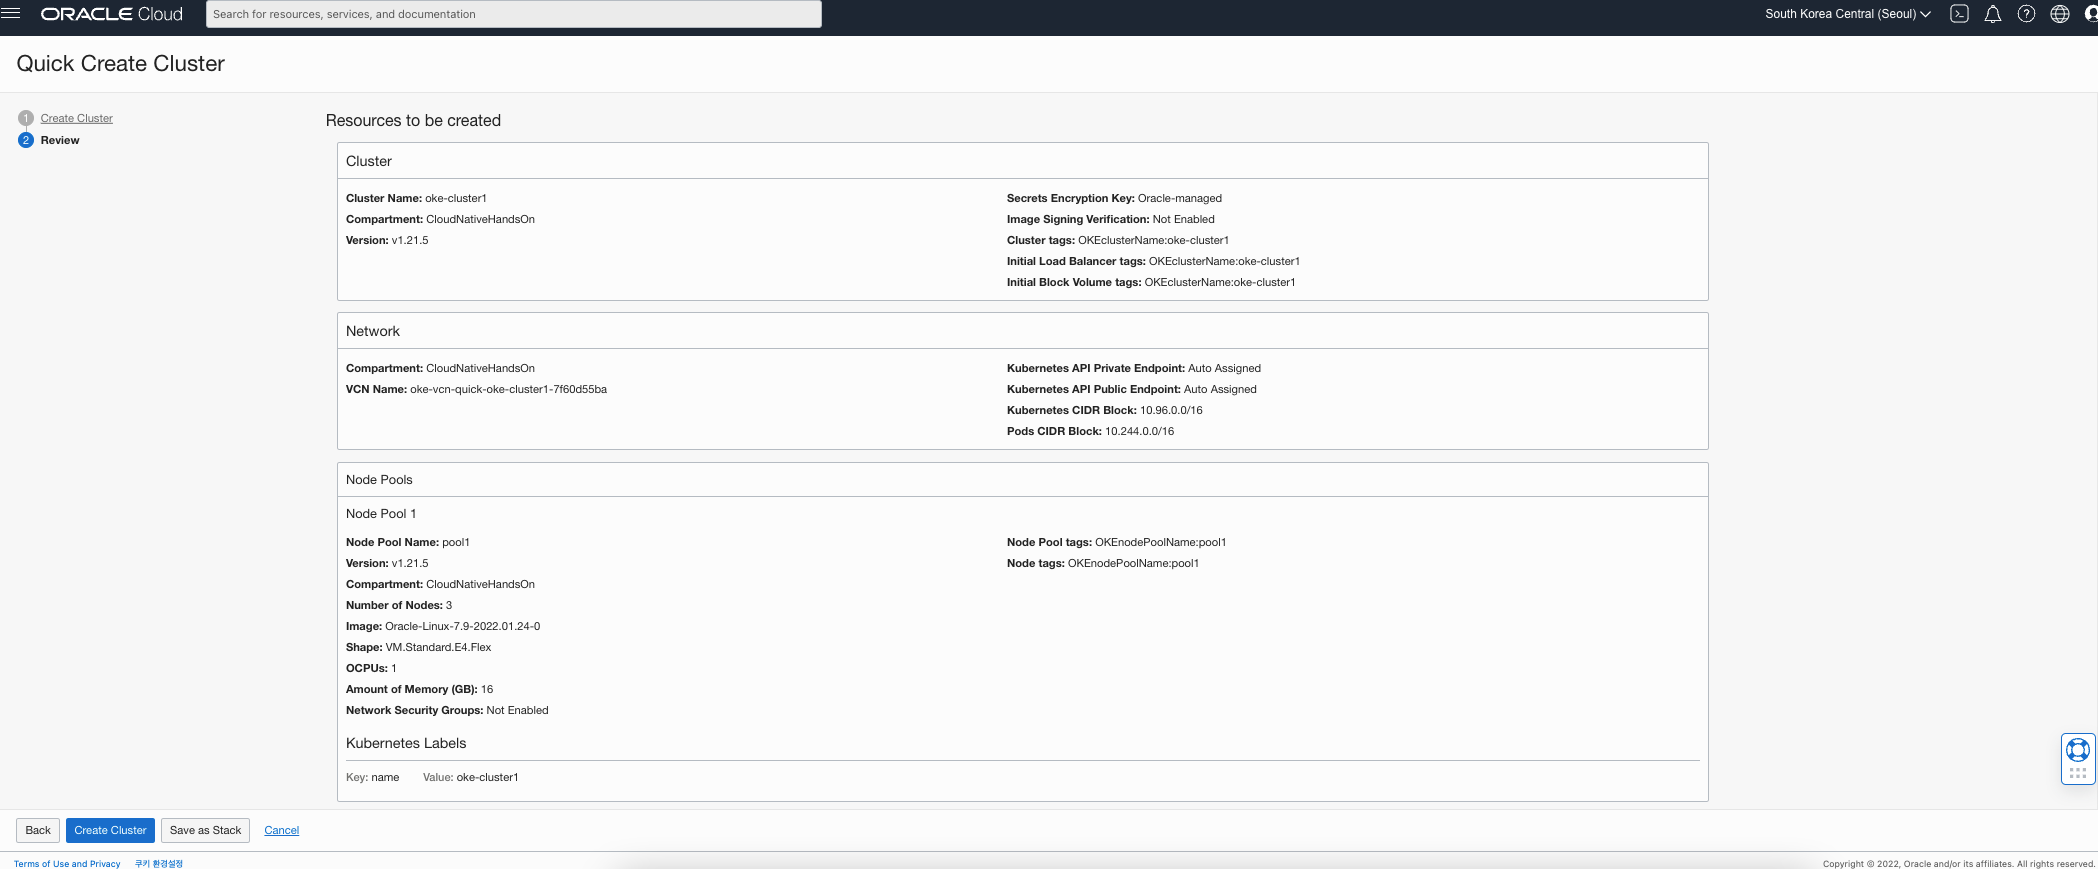 ORACLE Cloud
Search for resources, services, and documentation
South Korea Central (Seoul)
Quick Create Cluster
1 Create Cluster
2 Review
Resources to be created
Cluster
Cluster Name: oke-cluster1
Compartment: CloudNativeHandsOn
Version: v1.21.5
Secrets Encryption Key: Oracle-managed
Image Signing Verification: Not Enabled
Cluster tags: OKEclusterName:oke-cluster1
Initial Load Balancer tags: OKEclusterName:oke-cluster1
Initial Block Volume tags: OKEclusterName:oke-cluster1
Network
Compartment: CloudNativeHandsOn
VCN Name: oke-vcn-quick-oke-cluster1-7f60d55ba
Kubernetes API Private Endpoint: Auto Assigned
Kubernetes API Public Endpoint: Auto Assigned
Kubernetes CIDR Block: 10.96.0.0/16
Pods CIDR Block: 10.244.0.0/16
Node Pools
Node Pool 1
Node Pool Name: pool1
Version: v1.21.5
Compartment: CloudNativeHandsOn
Number of Nodes: 3
Image: Oracle-Linux-7.9-2022.01.24-0
Shape: VM.Standard.E4.Flex
OCPUs: 1
Amount of Memory (GB): 16
Network Security Groups: Not Enabled
Node Pool tags: OKEnodePoolName:pool1
Node tags: OKEnodePoolName:pool1
Kubernetes Labels
Key: name Value: oke-cluster1
Back Create Cluster Save as Stack Cancel
Terms of Use and Privacy 쿠키 환경설정
Copyright © 2022, Oracle and/or its affiliates. All rights reserved.